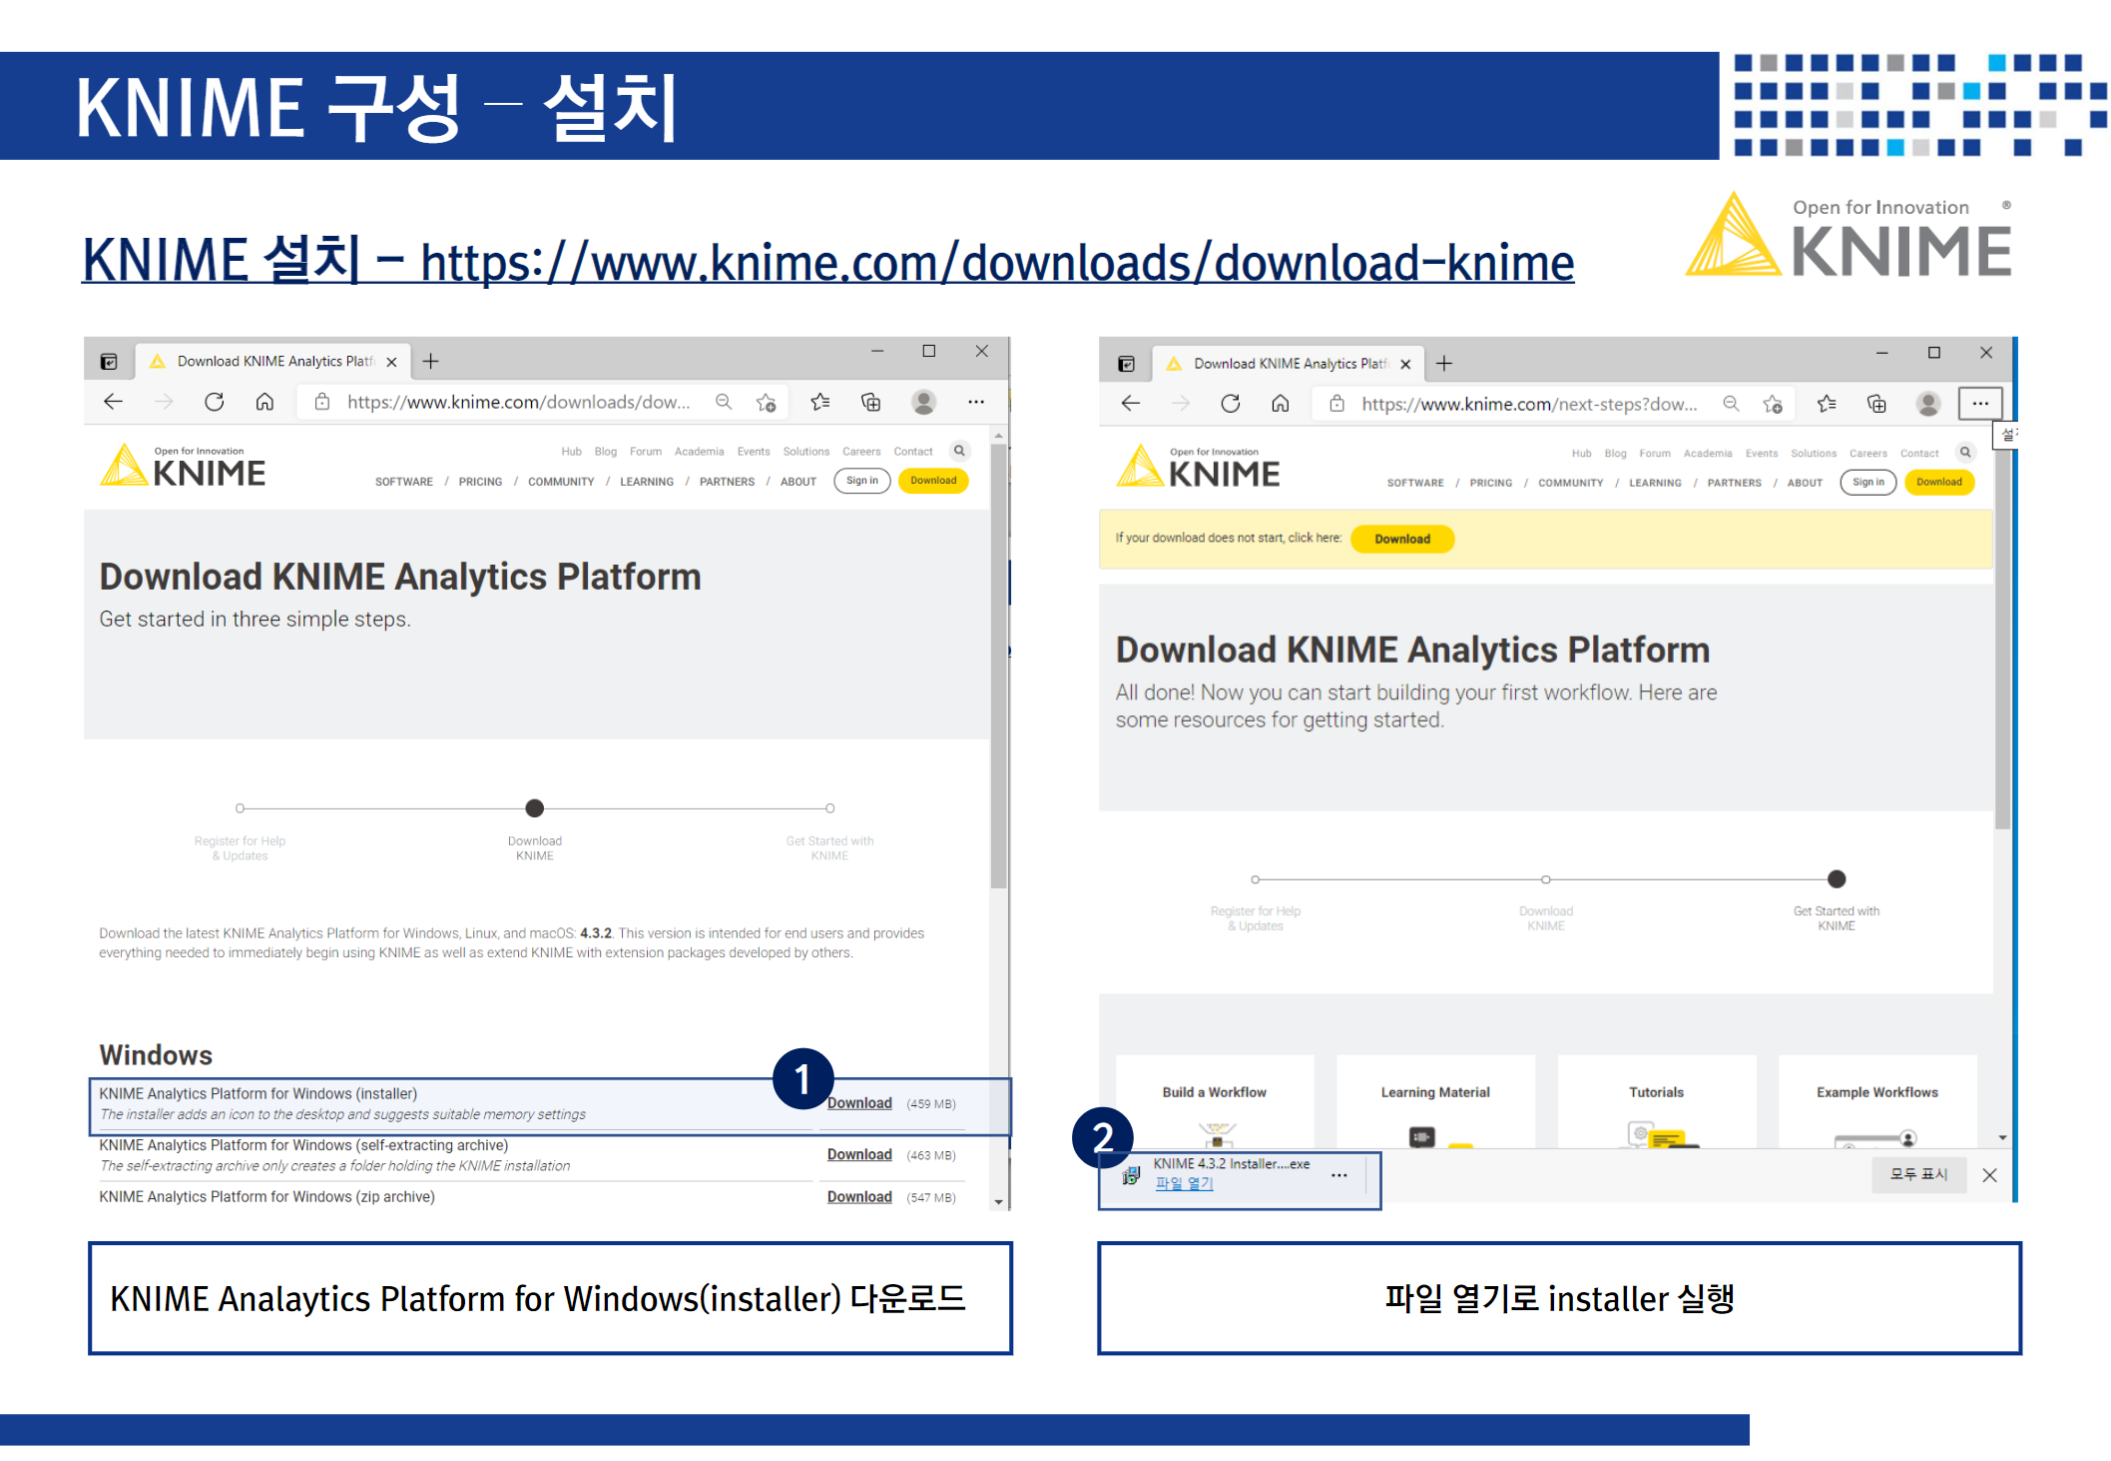 KNIME 구성 – 설치
Open for Innovation ®
KNIME
KNIME 설치 – https://www.knime.com/downloads/download-knime
Download KNIME Analytics Platf
https://www.knime.com/downloads/dow...
Open for Innovation
KNIME
Hub Blog Forum Academia Events Solutions Careers Contact
SOFTWARE / PRICING / COMMUNITY / LEARNING / PARTNERS / ABOUT Sign in Download
Download KNIME Analytics Platform
Get started in three simple steps.
Register for Help
& Updates
Download
KNIME
Get Started with
KNIME
Download the latest KNIME Analytics Platform for Windows, Linux, and macOS: 4.3.2. This version is intended for end users and provides
everything needed to immediately begin using KNIME as well as extend KNIME with extension packages developed by others.
Windows
1
KNIME Analytics Platform for Windows (installer)
The installer adds an icon to the desktop and suggests suitable memory settings
Download (459 MB)
KNIME Analytics Platform for Windows (self-extracting archive)
The self-extracting archive only creates a folder holding the KNIME installation
Download (463 MB)
KNIME Analytics Platform for Windows (zip archive)
Download (547 MB)
KNIME Analaytics Platform for Windows(installer) 다운로드
Download KNIME Analytics Platf
https://www.knime.com/next-steps?dow...
Open for Innovation
KNIME
Hub Blog Forum Academia Events Solutions Careers Contact
SOFTWARE / PRICING / COMMUNITY / LEARNING / PARTNERS / ABOUT Sign in Download
If your download does not start, click here: Download
Download KNIME Analytics Platform
All done! Now you can start building your first workflow. Here are
some resources for getting started.
Register for Help
& Updates
Download
KNIME
Get Started with
KNIME
Build a Workflow
Learning Material
Tutorials
Example Workflows
2
KNIME 4.3.2 Installer....exe
파일 열기
모두 표시
파일 열기로 installer 실행